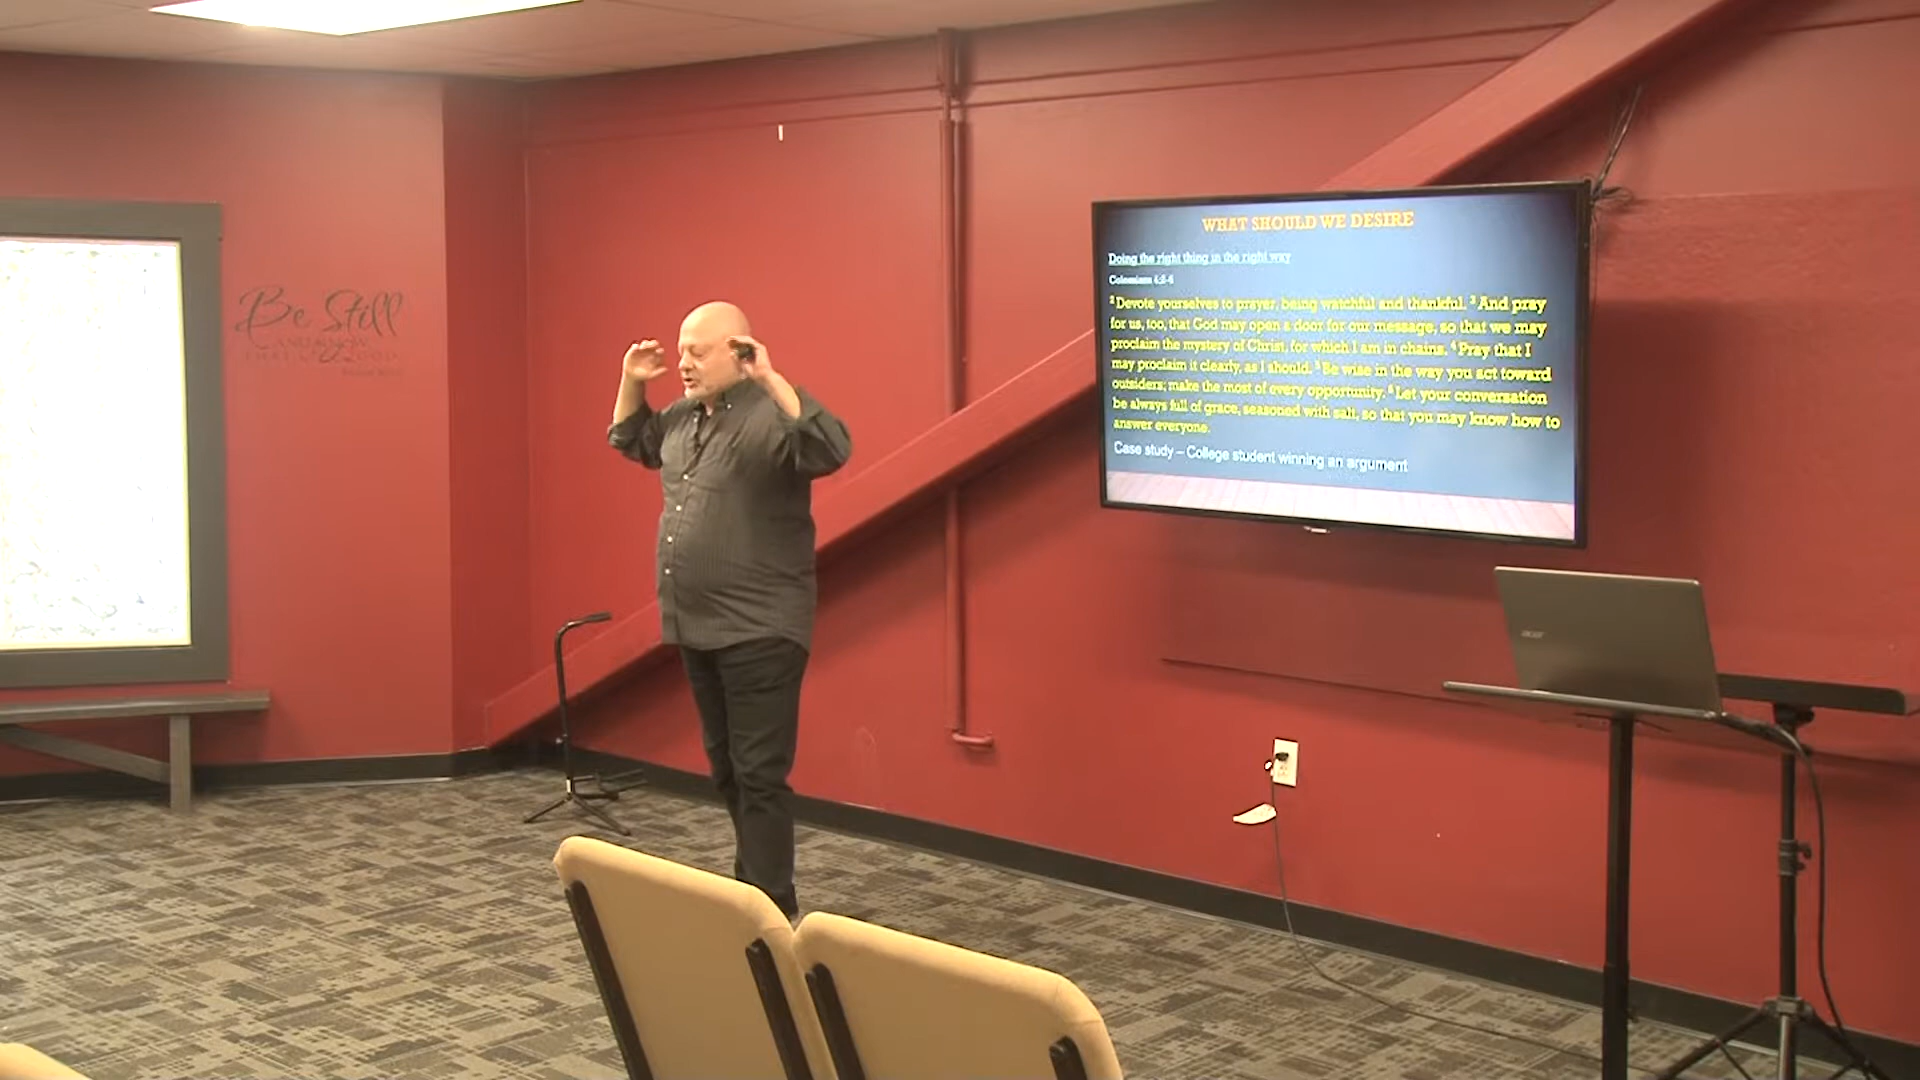 Be Still
AND KNOW
THAT I AM GOD
WHAT SHOULD WE DESIRE
Doing the right thing in the right way
Colossians 4:2-6
2 Devote yourselves to prayer, being watchful and thankful. 3 And pray
for us, too, that God may open a door for our message, so that we may
proclaim the mystery of Christ, for which I am in chains. 4 Pray that I
may proclaim it clearly, as I should. 5 Be wise in the way you act toward
outsiders; make the most of every opportunity. 6 Let your conversation
be always full of grace, seasoned with salt, so that you may know how to
answer everyone.
Case study – College student winning an argument
acer